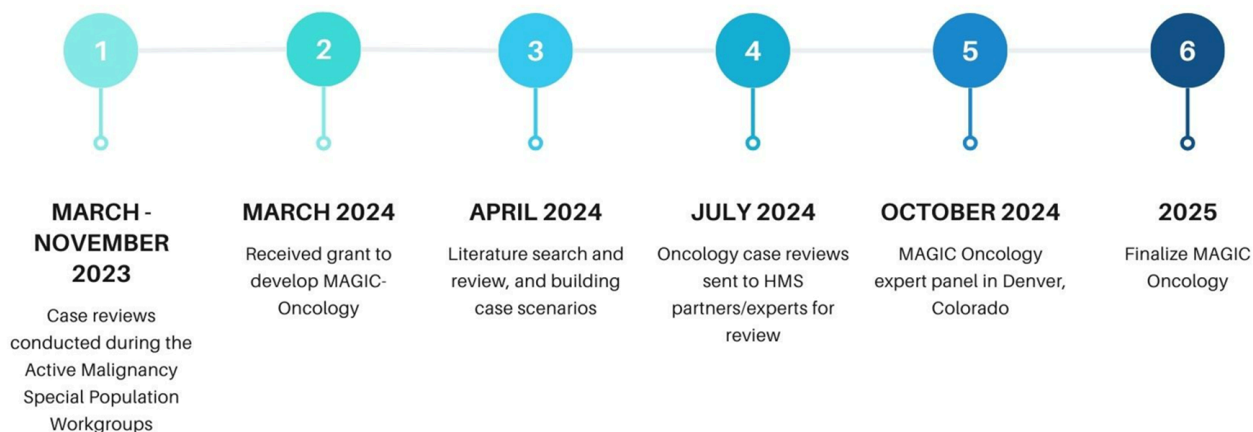 1
2
3
4
5
6
MARCH -
NOVEMBER
2023
Case reviews
conducted during the
Active Malignancy
Special Population
Workgroups
MARCH 2024
Received grant to
develop MAGIC-
Oncology
APRIL 2024
Literature search and
review, and building
case scenarios
JULY 2024
Oncology case reviews
sent to HMS
partners/experts for
review
OCTOBER 2024
MAGIC Oncology
expert panel in Denver,
Colorado
2025
Finalize MAGIC
Oncology